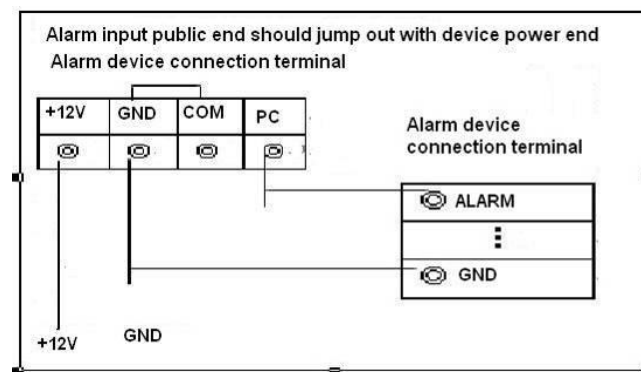 Alarm input public end should jump out with device power end
Alarm device connection terminal
+12V GND COM PC
Alarm device
connection terminal
ALARM
GND
+12V GND